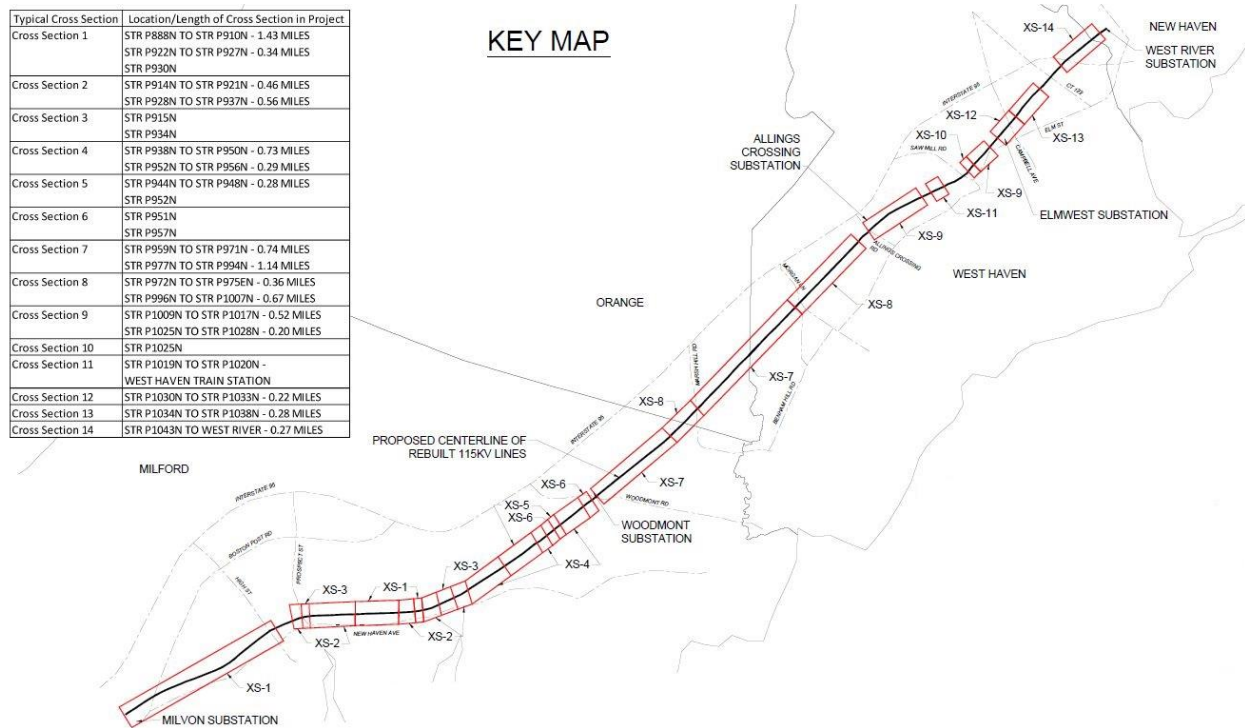 Typical Cross Section Location/Length of Cross Section in Project
Cross Section 1 STR P888N TO STR P910N - 1.43 MILES
STR P922N TO STR P927N - 0.34 MILES
STR P930N
Cross Section 2 STR P914N TO STR P921N - 0.46 MILES
STR P928N TO STR P937N - 0.56 MILES
Cross Section 3 STR P915N
STR P934N
Cross Section 4 STR P938N TO STR P950N - 0.73 MILES
STR P952N TO STR P956N - 0.29 MILES
Cross Section 5 STR P944N TO STR P948N - 0.28 MILES
STR P952N
Cross Section 6 STR P951N
STR P957N
Cross Section 7 STR P959N TO STR P971N - 0.74 MILES
STR P977N TO STR P994N - 1.14 MILES
Cross Section 8 STR P972N TO STR P975EN - 0.36 MILES
STR P996N TO STR P1007N - 0.67 MILES
Cross Section 9 STR P1009N TO STR P1017N - 0.52 MILES
STR P1025N TO STR P1028N - 0.20 MILES
Cross Section 10 STR P1025N
Cross Section 11 STR P1019N TO STR P1020N -
WEST HAVEN TRAIN STATION
Cross Section 12 STR P1030N TO STR P1033N - 0.22 MILES
Cross Section 13 STR P1034N TO STR P1038N - 0.28 MILES
Cross Section 14 STR P1043N TO WEST RIVER - 0.27 MILES
KEY MAP
XS-14
NEW HAVEN
WEST RIVER
SUBSTATION
INTERSTATE 95
CT 122
XS-12
ELM ST
XS-13
XS-10
SAW MILL RD
CAMPBELL AVE
XS-9
ALLINGS
CROSSING
SUBSTATION
XS-11
ELMWEST SUBSTATION
XS-9
ALLINGS CROSSING
RD
WEST HAVEN
MORGAN LN
ORANGE
XS-8
MARSH HILL RD
XS-7
BENHAM HILL RD
XS-8
INTERSTATE 95
PROPOSED CENTERLINE OF
REBUILT 115KV LINES
XS-7
MILFORD
XS-6
WOODMONT RD
INTERSTATE 95
XS-5
XS-6
WOODMONT
SUBSTATION
BOSTON POST RD
PROSPECT ST
XS-4
HIGH ST
XS-3
XS-1
XS-3
XS-2
NEW HAVEN AVE
XS-2
XS-1
MILVON SUBSTATION